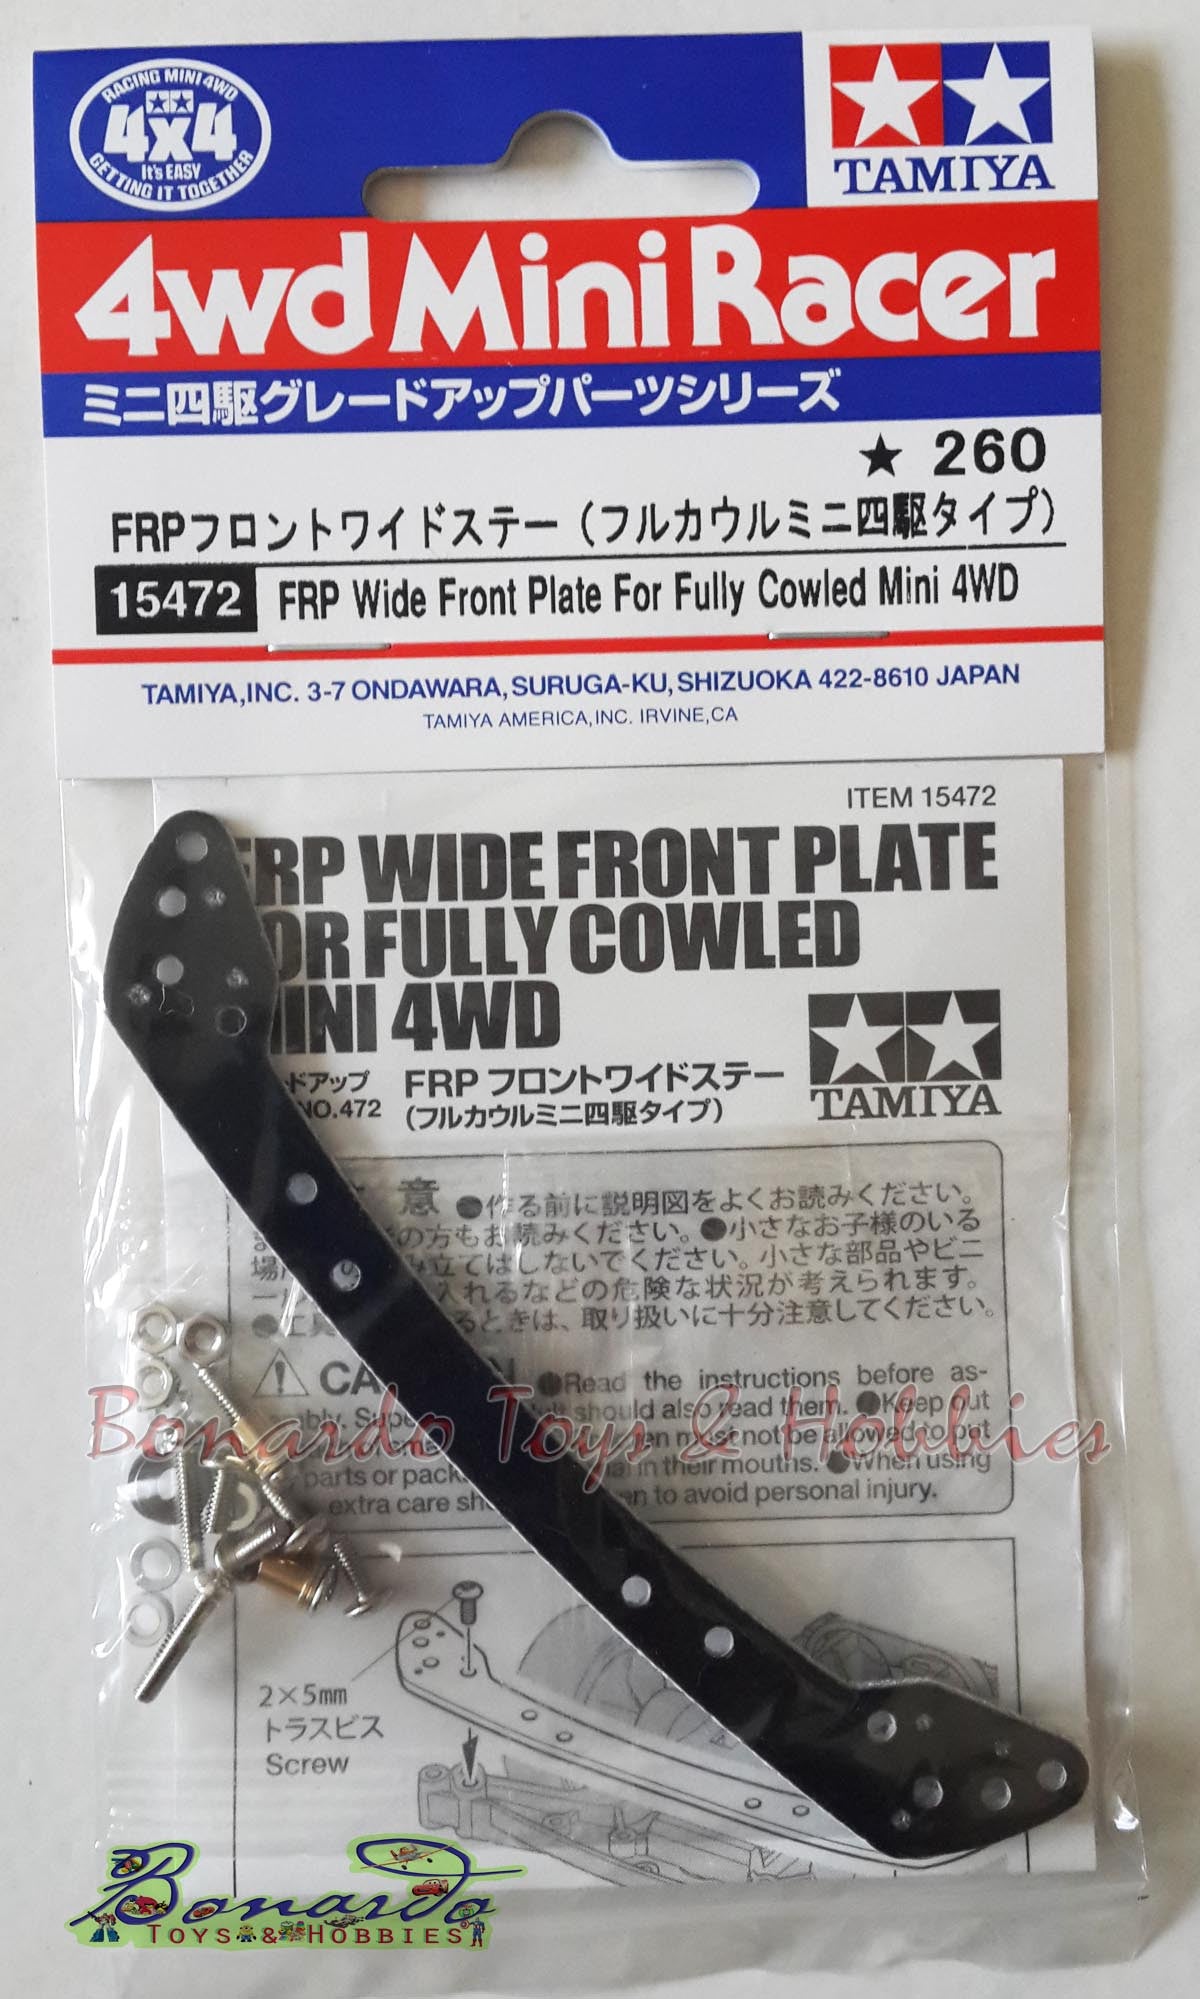 RACING MINI 4WD
4x4
It's EASY
GETTING IT TOGETHER
TAMIYA
4wd Mini Racer
ミニ四駆グレードアップパーツシリーズ
★ 260
FRPフロントワイドステー(フルカウルミニ四駆タイプ)
15472 FRP Wide Front Plate For Fully Cowled Mini 4WD
TAMIYA,INC. 3-7 ONDAWARA, SURUGA-KU, SHIZUOKA 422-8610 JAPAN
TAMIYA AMERICA, INC. IRVINE,CA
ITEM 15472
FRP WIDE FRONT PLATE
FOR FULLY COWLED
MINI 4WD
TAMIYA
ドアップ FRP フロントワイドステー
NO.472 (フルカウルミニ四駆タイプ)
意 ●作る前に説明図をよくお読みください。
の方もお読みください。●小さなお子様のいる
み立てはしないでください。小さな部品やビニ
入れるなどの危険な状況が考えられます。
るときは、取り扱いに十分注意してください。
●Read the instructions before as-
should also read them. ●Keep out
must not be allowed to put
parts or in their mouths. ●When using
extra care to avoid personal injury.
Bonardo Toys & Hobbies
2×5mm
トラスビス
Screw
Bonardo
TOYS & HOBBIES